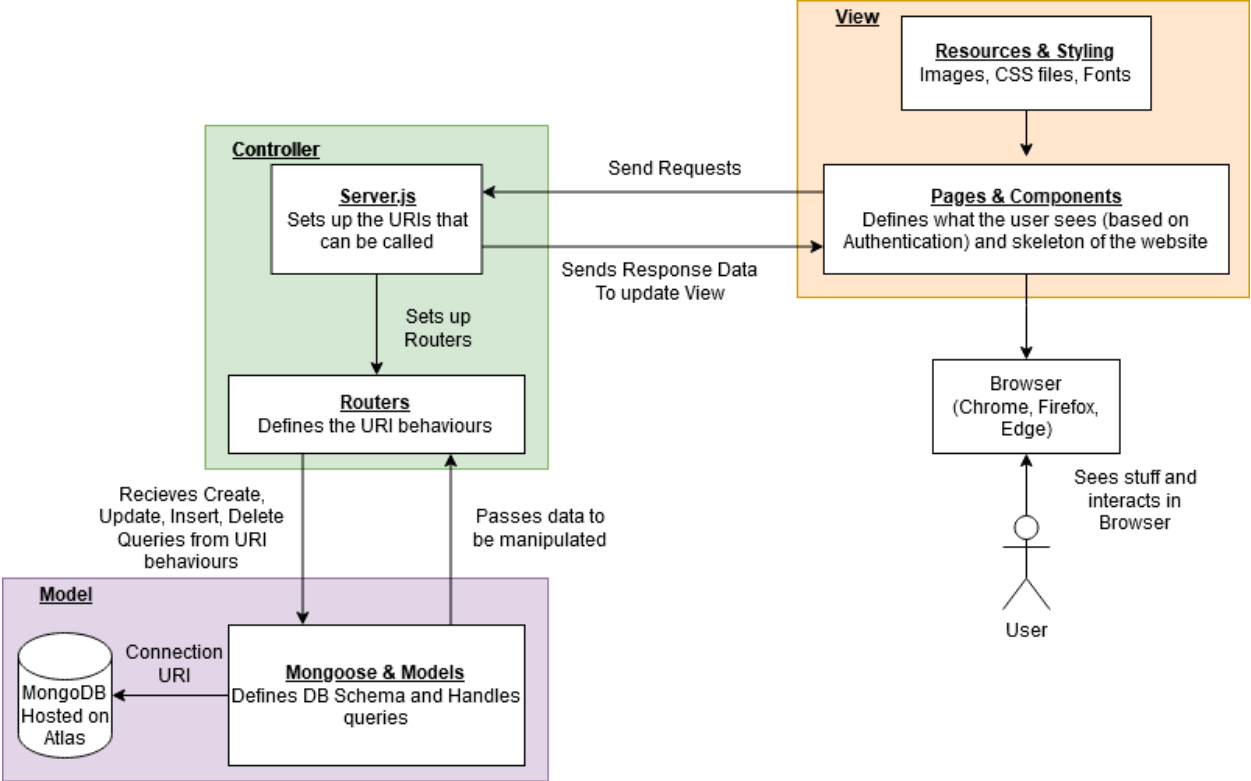 View
Resources & Styling
Images, CSS files, Fonts
Controller
Server.js
Sets up the URIs that
can be called
Send Requests
Pages & Components
Defines what the user sees (based on
Authentication) and skeleton of the website
Sends Response Data
To update View
Sets up
Routers
Routers
Defines the URI behaviours
Browser
(Chrome, Firefox,
Edge)
Sees stuff and
interacts in
Browser
User
Recieves Create,
Update, Insert, Delete
Queries from URI
behaviours
Passes data to
be manipulated
Model
Connection
URI
MongoDB
Hosted on
Atlas
Mongoose & Models
Defines DB Schema and Handles
queries